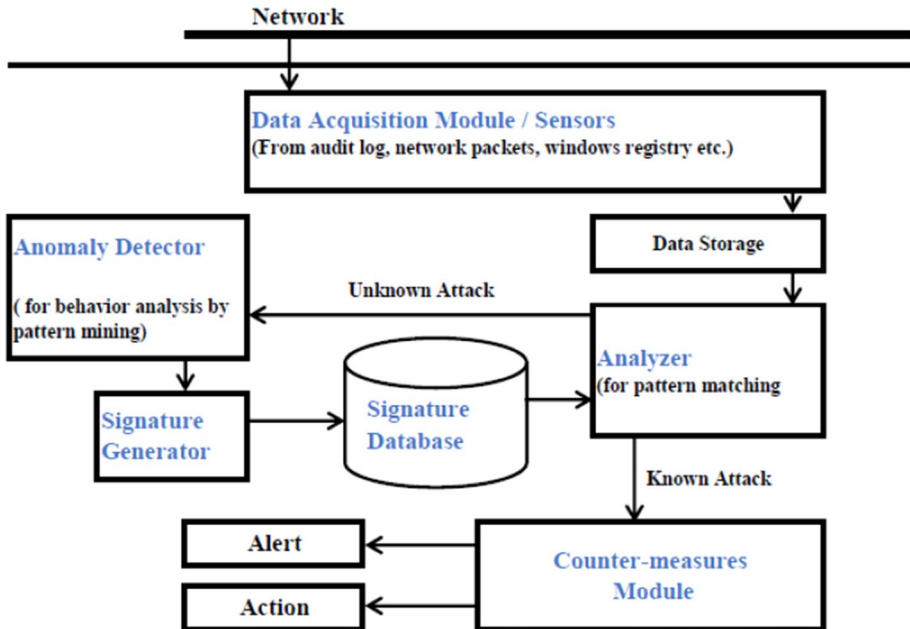 Network
Data Acquisition Module / Sensors
(From audit log, network packets, windows registry etc.)
Anomaly Detector
( for behavior analysis by
pattern mining)
Data Storage
Unknown Attack
Analyzer
(for pattern matching
Signature
Generator
Signature
Database
Known Attack
Alert
Action
Counter-measures
Module